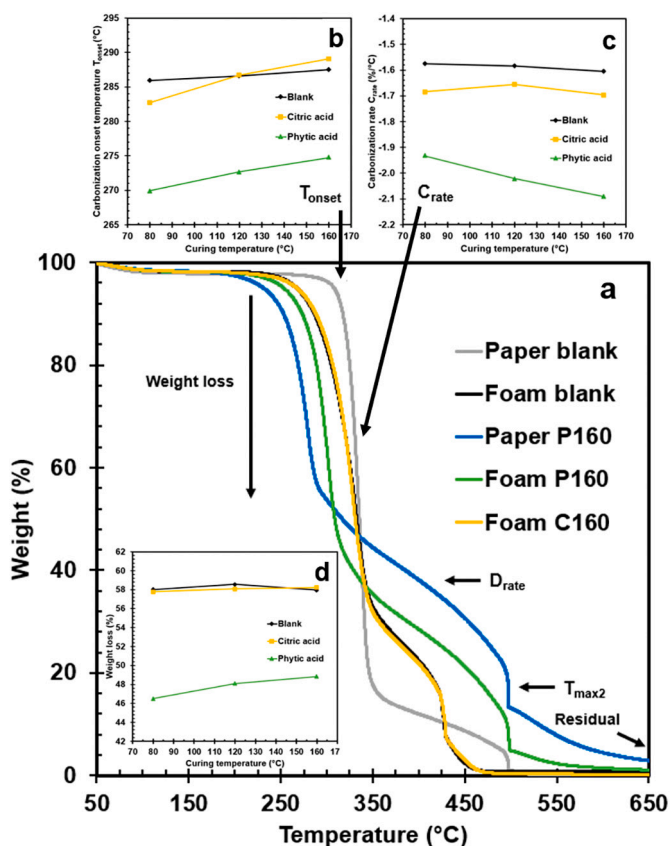 b
Carbonization onset temperature Tonset (°C)
295
290
285
280
275
270
265
Blank
Citric acid
Phytic acid
70 80 90 100 110 120 130 140 150 160 170
Curing temperature (°C)
c
Carbonization rate Crate (%/°C)
-1.4
-1.5
-1.6
-1.7
-1.8
-1.9
-2.0
-2.1
-2.2
Blank
Citric acid
Phytic acid
70 80 90 100 110 120 130 140 150 160 170
Curing temperature (°C)
Tonset
Crate
a
Weight (%)
100
80
60
40
20
0
Weight loss
Paper blank
Foam blank
Paper P160
Foam P160
Foam C160
Drate
Tmax2
Residual
d
Weight loss (%)
62
60
58
56
54
52
50
48
46
44
42
Blank
Citric acid
Phytic acid
70 80 90 100 110 120 130 140 150 160 17
Curing temperature (°C)
50 150 250 350 450 550 650
Temperature (°C)